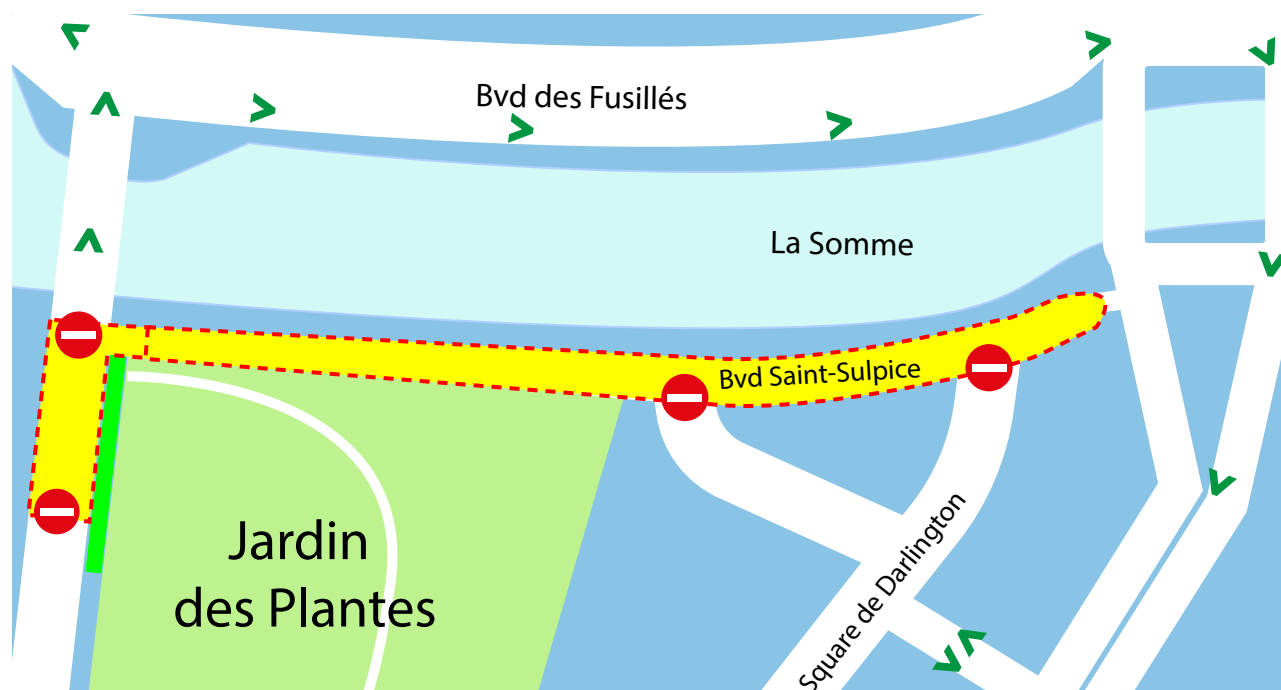 Bvd des Fusillés
La Somme
Bvd Saint-Sulpice
Jardin
des Plantes
Square de Darlington